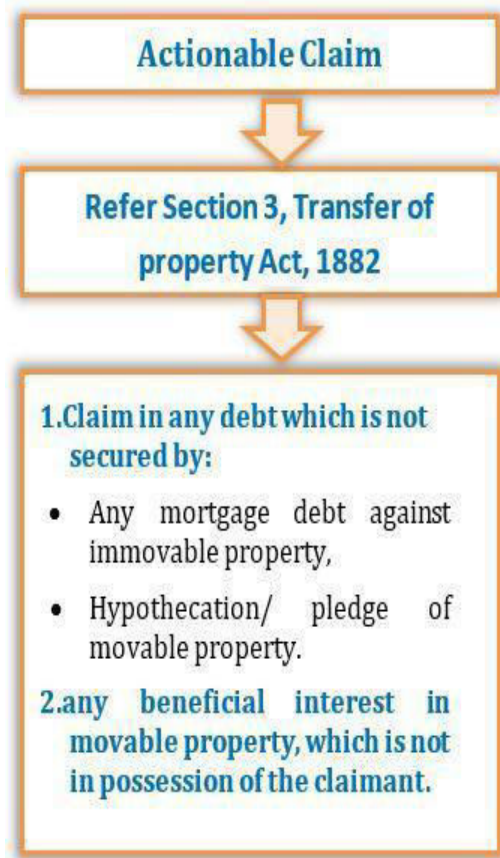 Actionable Claim
Refer Section 3, Transfer of
property Act, 1882
1.Claim in any debt which is not
secured by:
• Any mortgage debt against
immovable property,
• Hypothecation/ pledge of
movable property.
2.any beneficial interest in
movable property, which is not
in possession of the claimant.